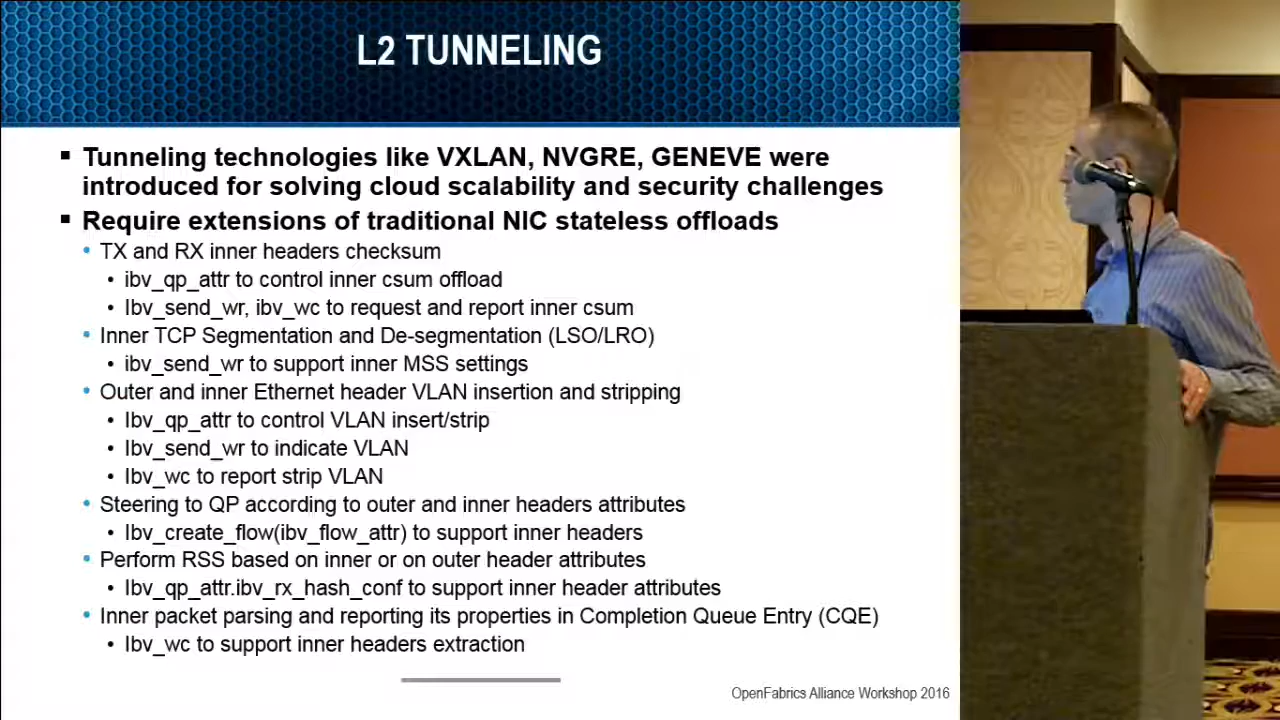 L2 TUNNELING
Tunneling technologies like VXLAN, NVGRE, GENEVE were
introduced for solving cloud scalability and security challenges
Require extensions of traditional NIC stateless offloads
TX and RX inner headers checksum
ibv_qp_attr to control inner csum offload
Ibv_send_wr, ibv_wc to request and report inner csum
Inner TCP Segmentation and De-segmentation (LSO/LRO)
ibv_send_wr to support inner MSS settings
Outer and inner Ethernet header VLAN insertion and stripping
Ibv_qp_attr to control VLAN insert/strip
Ibv_send_wr to indicate VLAN
Ibv_wc to report strip VLAN
Steering to QP according to outer and inner headers attributes
Ibv_create_flow(ibv_flow_attr) to support inner headers
Perform RSS based on inner or on outer header attributes
Ibv_qp_attr.ibv_rx_hash_conf to support inner header attributes
Inner packet parsing and reporting its properties in Completion Queue Entry (CQE)
Ibv_wc to support inner headers extraction
OpenFabrics Alliance Workshop 2016